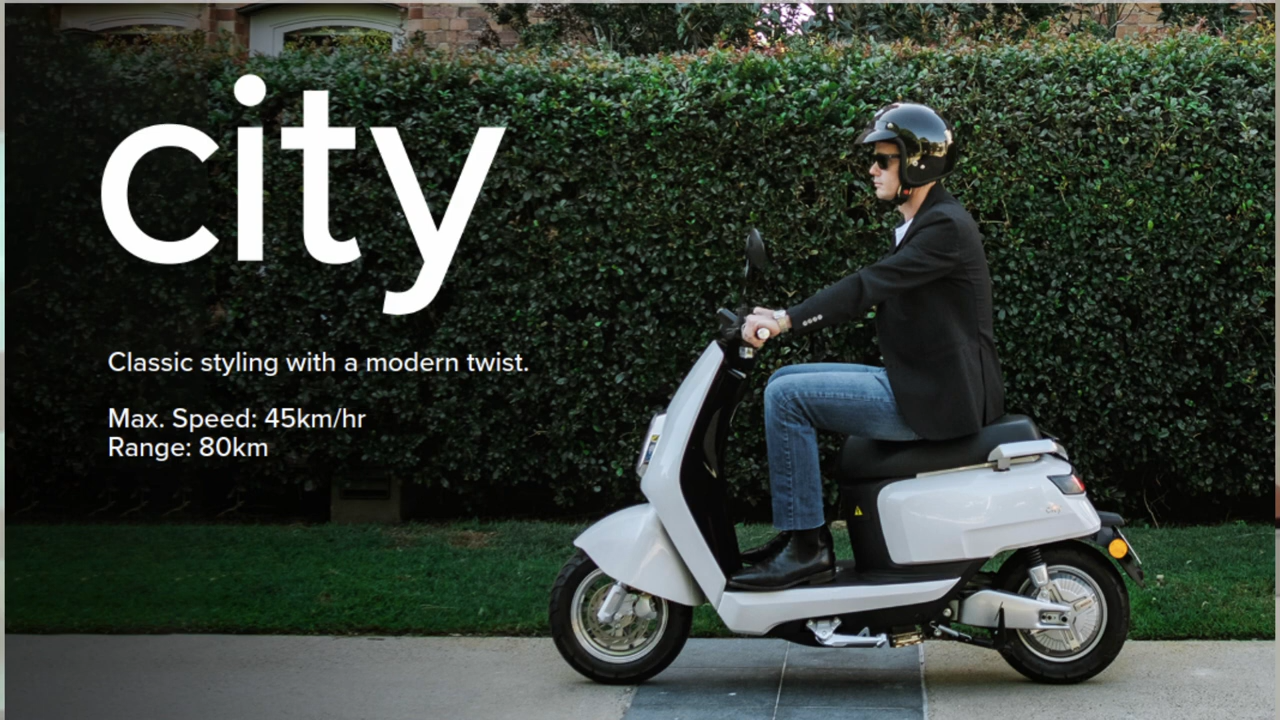 city
Classic styling with a modern twist.
Max. Speed: 45km/hr
Range: 80km